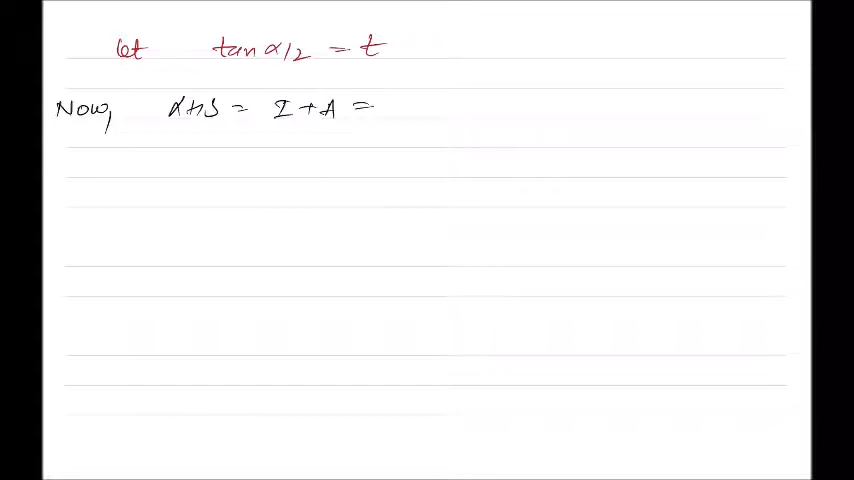 let tan α/2 = t
Now, LHS = I + A =